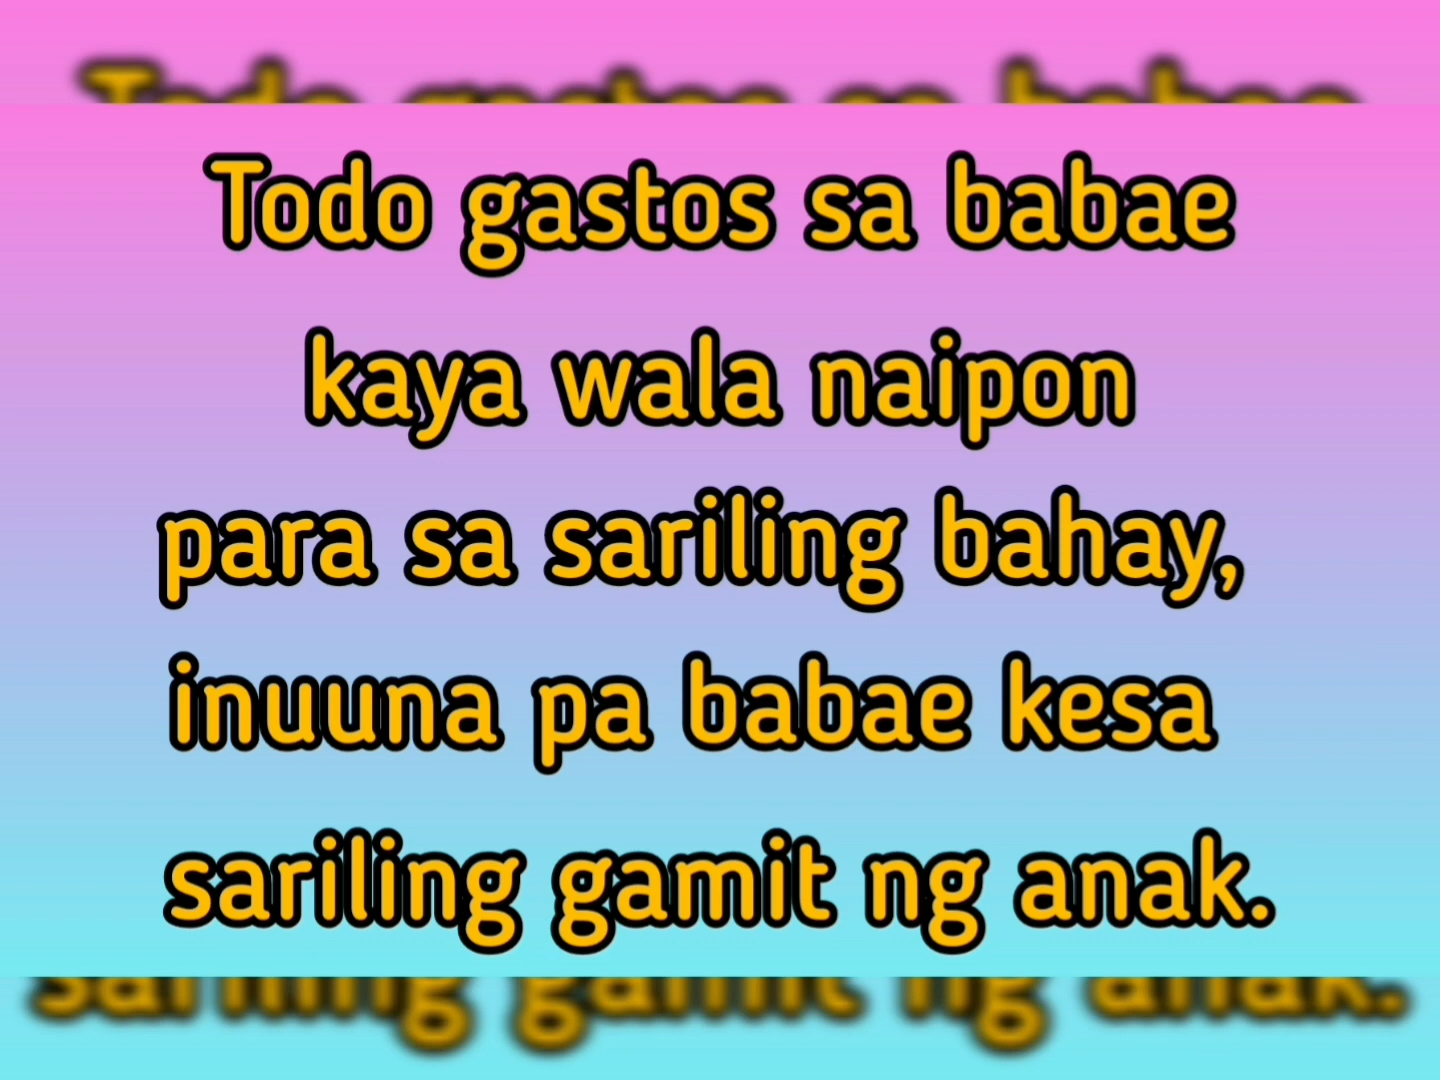 Todo gastos sa babae
kaya wala naipon
para sa sariling bahay,
inuuna pa babae kesa
sariling gamit ng anak.